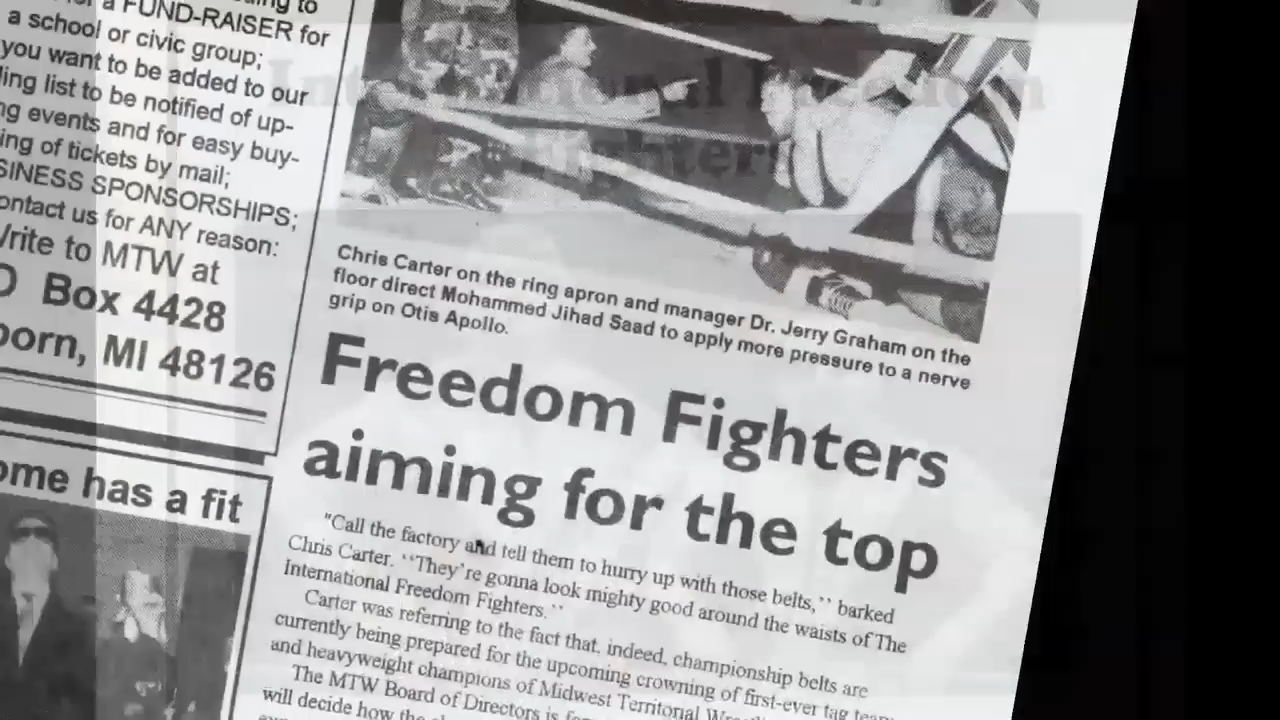 a FUND-RAISER for
a school or civic group;
you want to be added to our
ling list to be notified of up-
ng events and for easy buy-
ing of tickets by mail;
SINESS SPONSORSHIPS;
ontact us for ANY reason:
Write to MTW at
Box 4428
born, MI 48126
ome has a fit
International Freedom
Fighters
Chris Carter on the ring apron and manager Dr. Jerry Graham on the
floor direct Mohammed Jihad Saad to apply more pressure to a nerve
grip on Otis Apollo.
Freedom Fighters
aiming for the top
"Call the factory and tell them to hurry up with those belts,’’ barked
Chris Carter. ‘‘They’re gonna look mighty good around the waists of The
International Freedom Fighters.’’
Carter was referring to the fact that, indeed, championship belts are
currently being prepared for the upcoming crowning of first-ever tag team
and heavyweight champions of Midwest Territorial
The MTW Board of Directors is
will decide how the